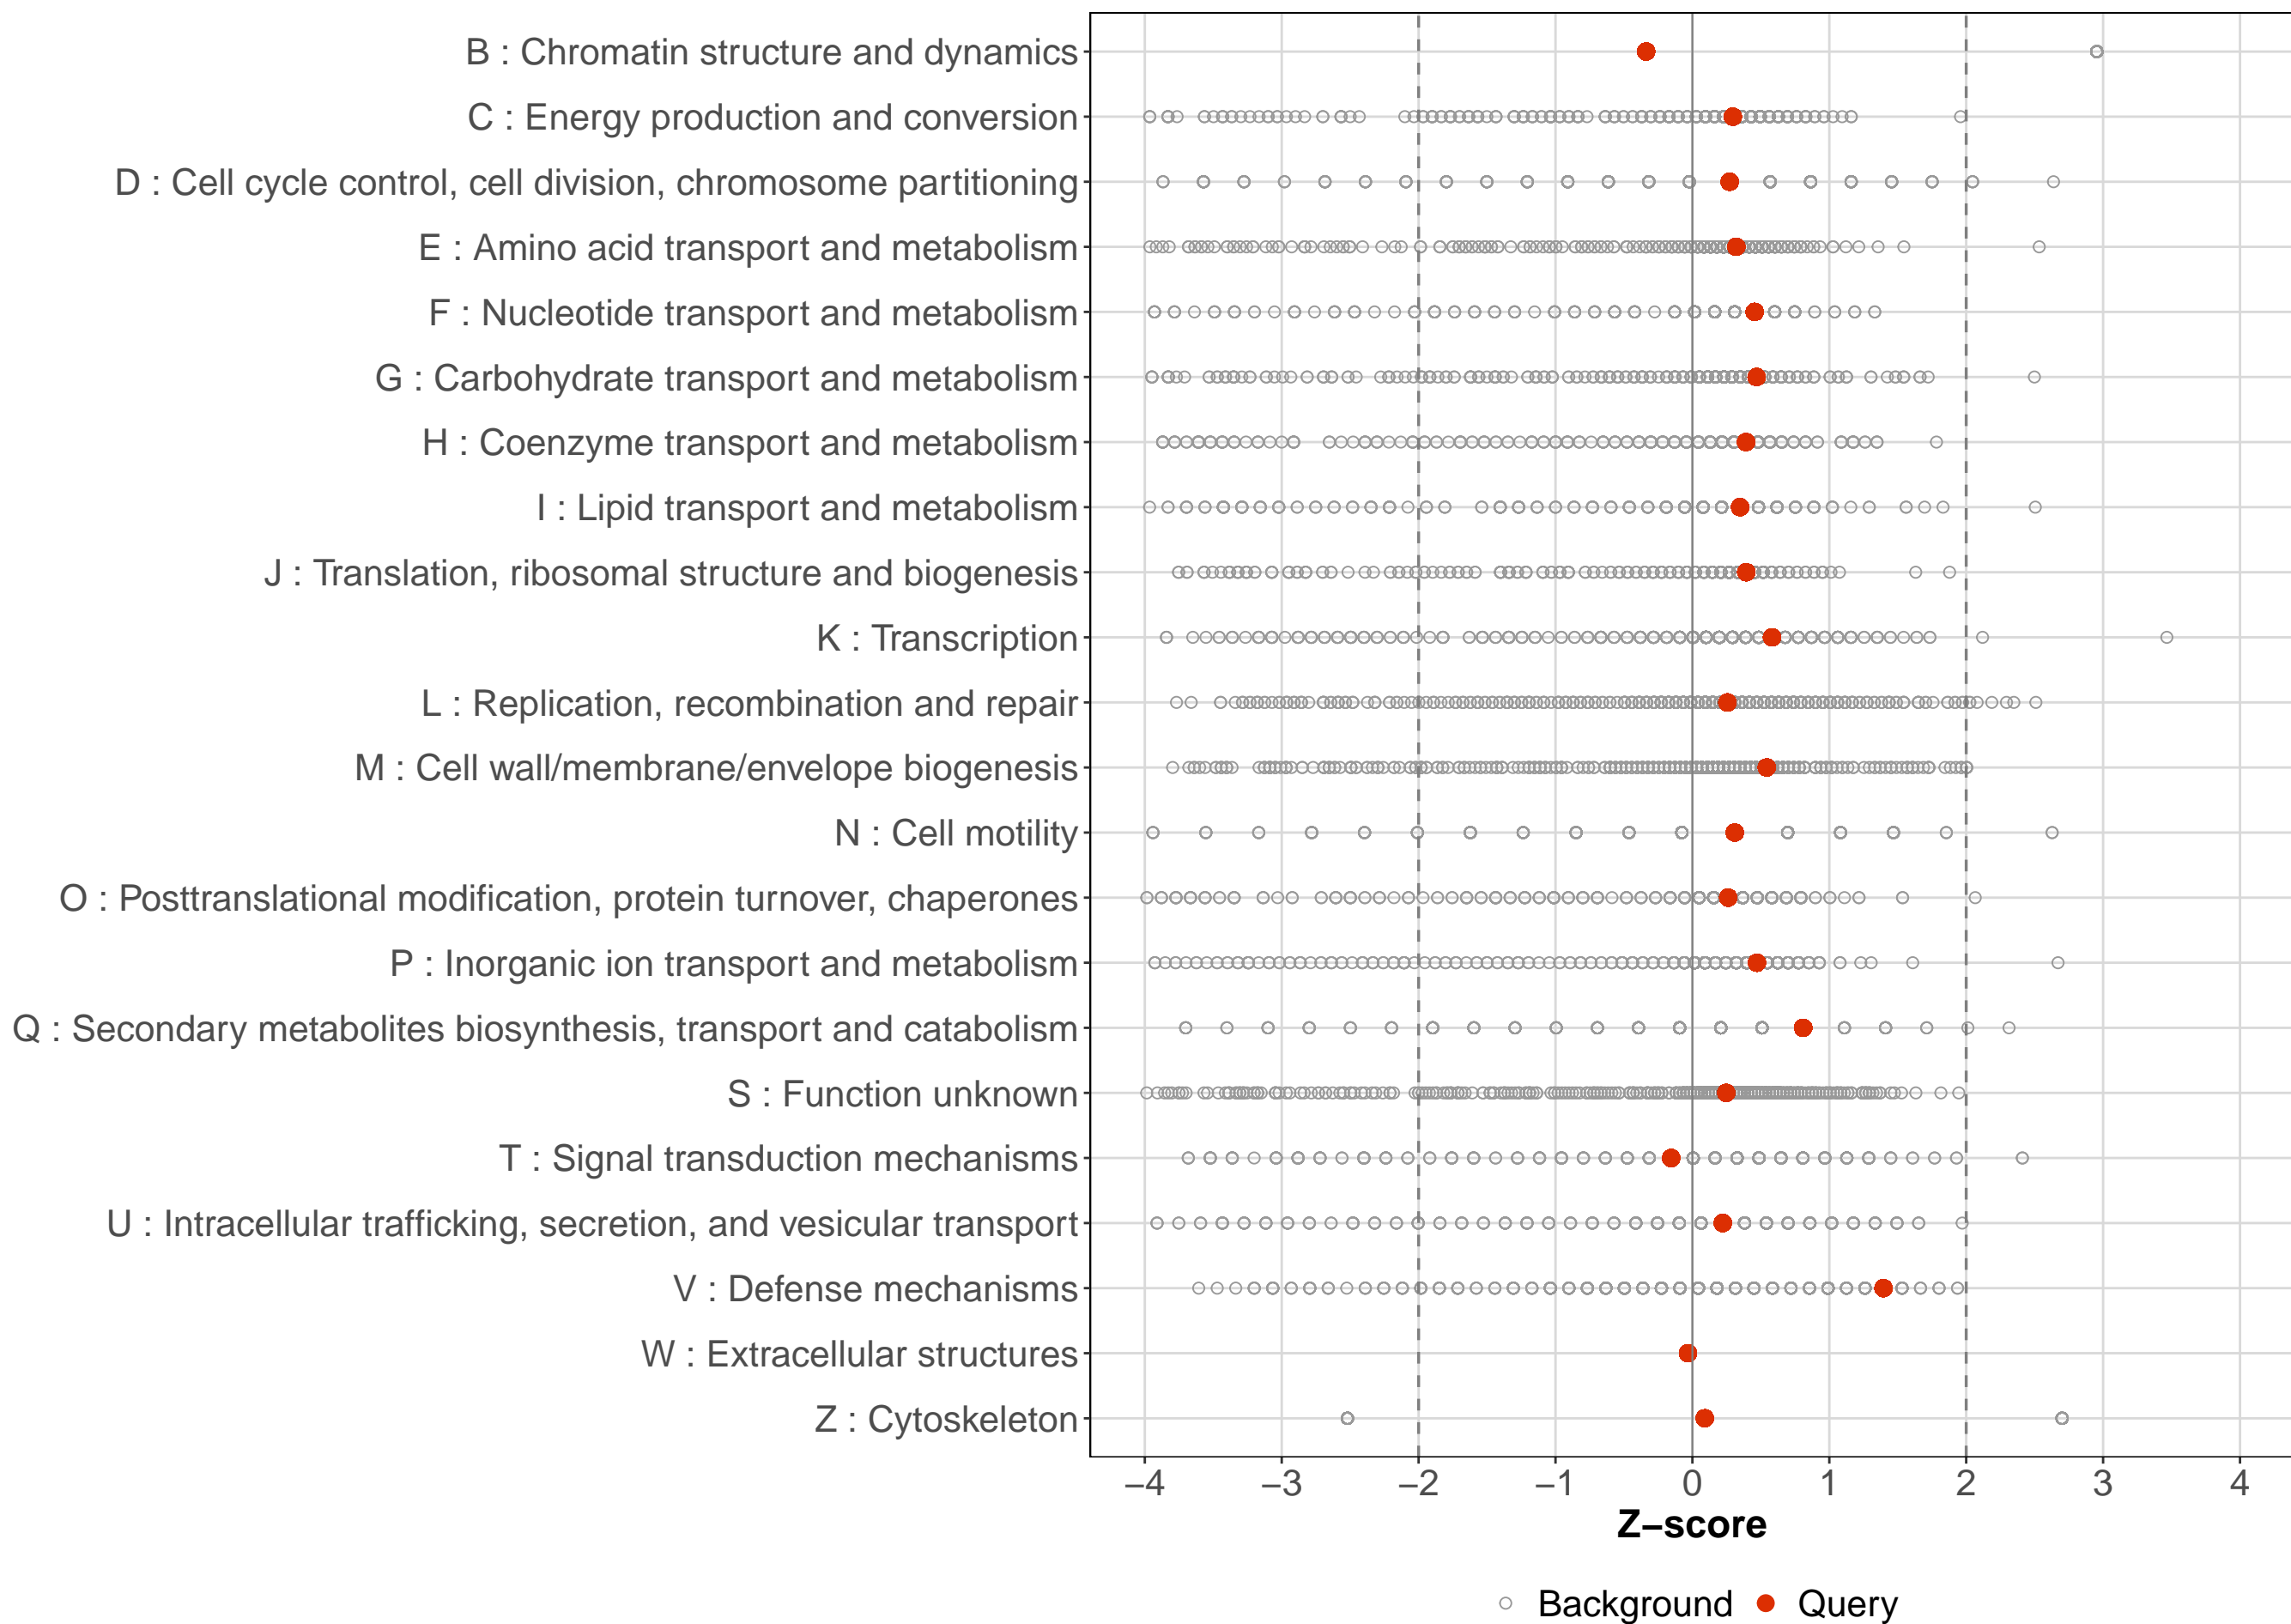 B : Chromatin structure and dynamics
C : Energy production and conversion
D : Cell cycle control, cell division, chromosome partitioning
E : Amino acid transport and metabolism
F : Nucleotide transport and metabolism
G : Carbohydrate transport and metabolism
H : Coenzyme transport and metabolism
I : Lipid transport and metabolism
J : Translation, ribosomal structure and biogenesis
K : Transcription
L : Replication, recombination and repair
M : Cell wall/membrane/envelope biogenesis
N : Cell motility
O : Posttranslational modification, protein turnover, chaperones
P : Inorganic ion transport and metabolism
Q : Secondary metabolites biosynthesis, transport and catabolism
S : Function unknown
T : Signal transduction mechanisms
U : Intracellular trafficking, secretion, and vesicular transport
V : Defense mechanisms
W : Extracellular structures
Z : Cytoskeleton
−4 −3 −2 −1 0 1 2 3 4
Z−score
Background Query